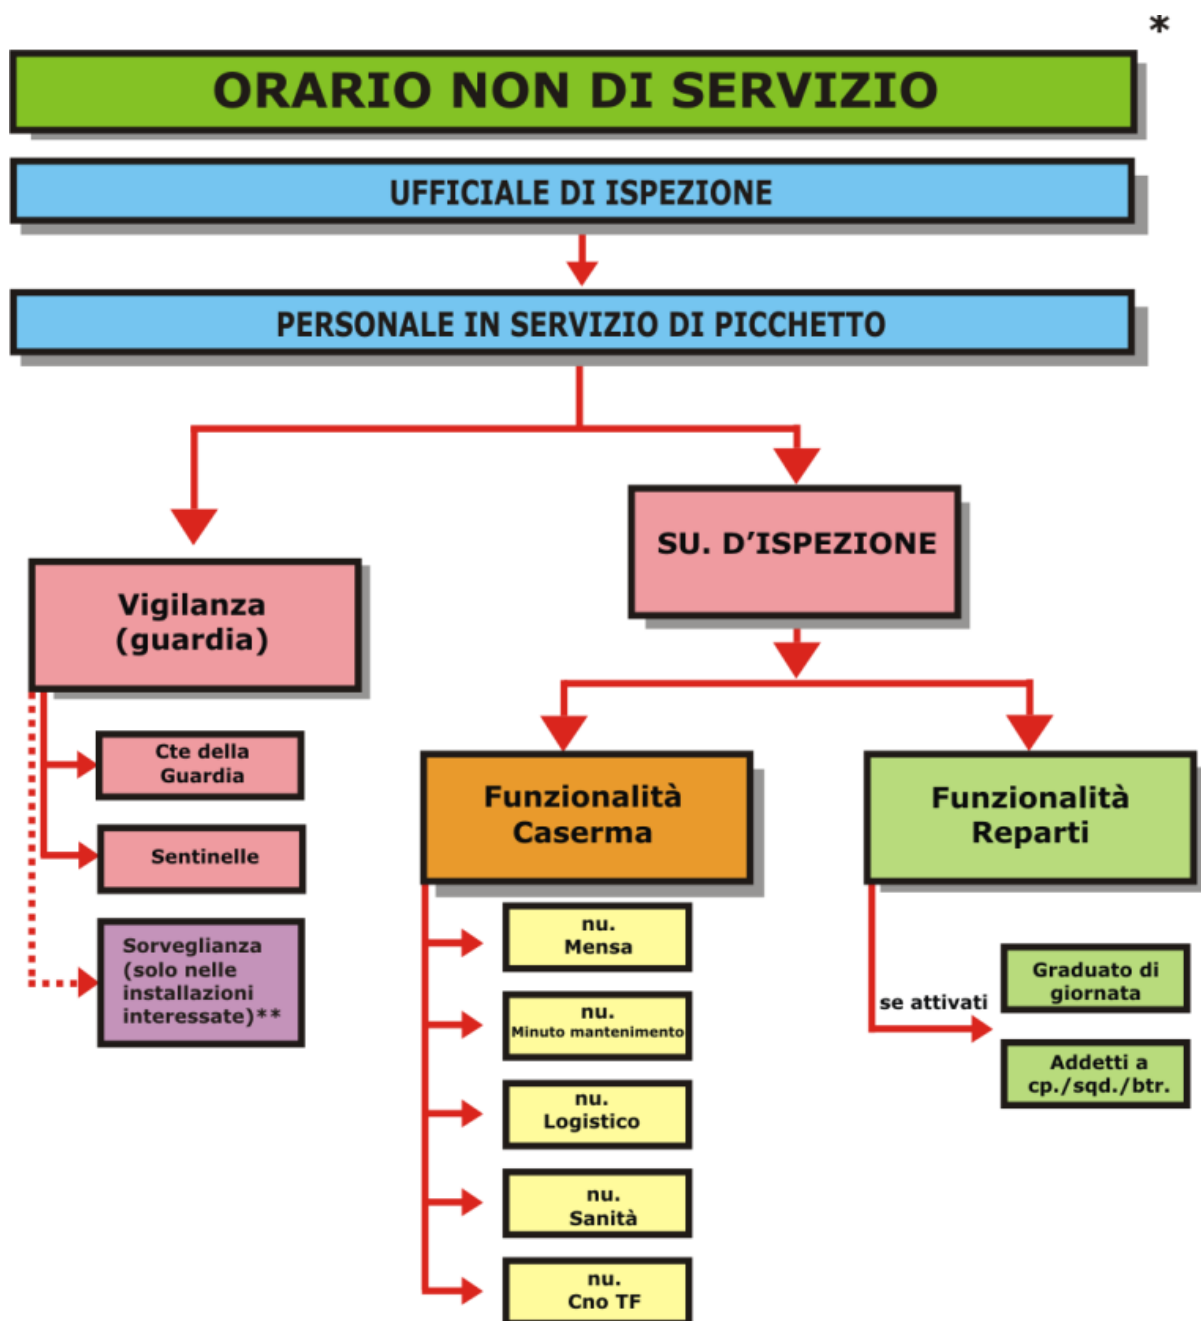 *
ORARIO NON DI SERVIZIO
UFFICIALE DI ISPEZIONE
PERSONALE IN SERVIZIO DI PICCHETTO
SU. D'ISPEZIONE
Vigilanza
(guardia)
Cte della
Guardia
Sentinelle
Sorveglianza
(solo nelle
installazioni
interessate)**
Funzionalità
Caserma
nu.
Mensa
nu.
Minuto mantenimento
nu.
Logistico
nu.
Sanità
nu.
Cno TF
Funzionalità
Reparti
se attivati
Graduato di
giornata
Addetti a
cp./sqd./btr.